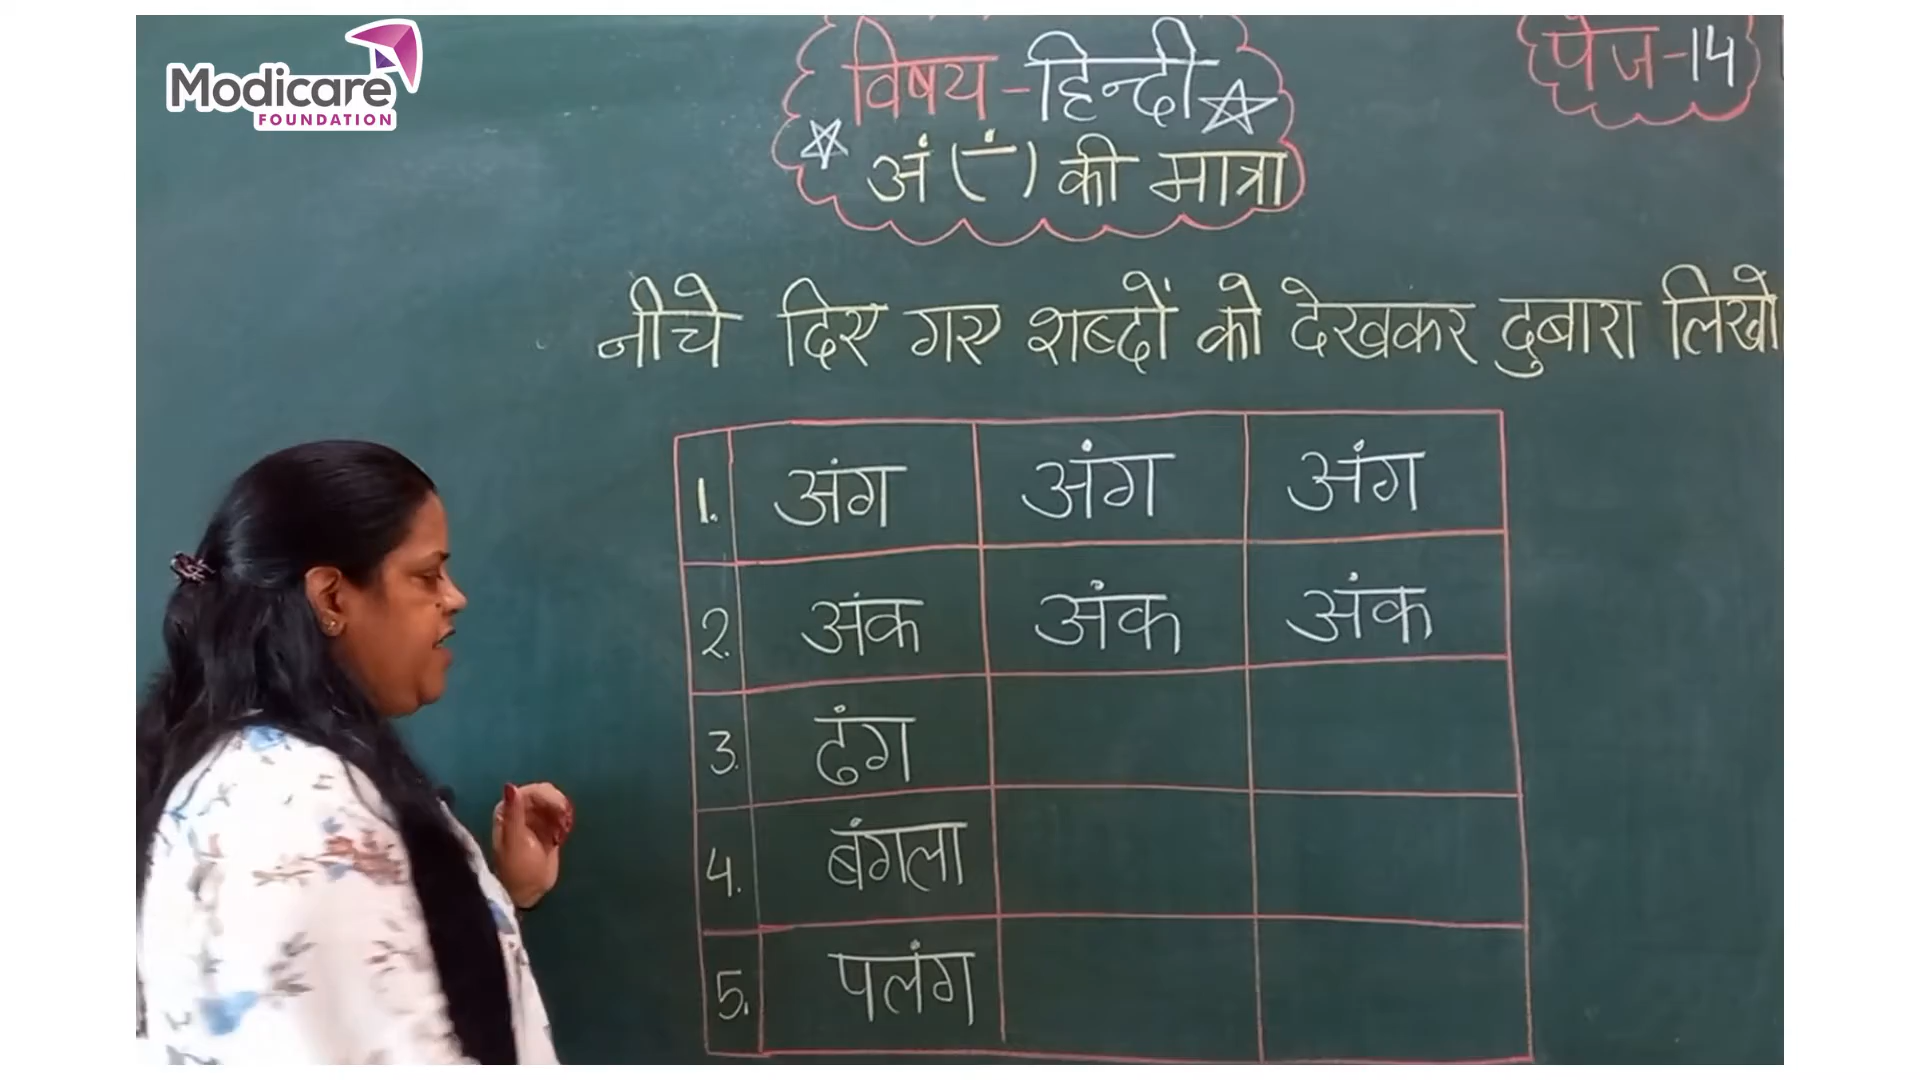 Modicare
FOUNDATION
विषय-हिन्दी
अं (ं) की मात्रा
पेज-14
नीचे दिए गए शब्दों को देखकर दुबारा लिखो
1. अंग अंग अंग
2. अंक अंक अंक
3. ढंग
4. बंगला
5. पलंग